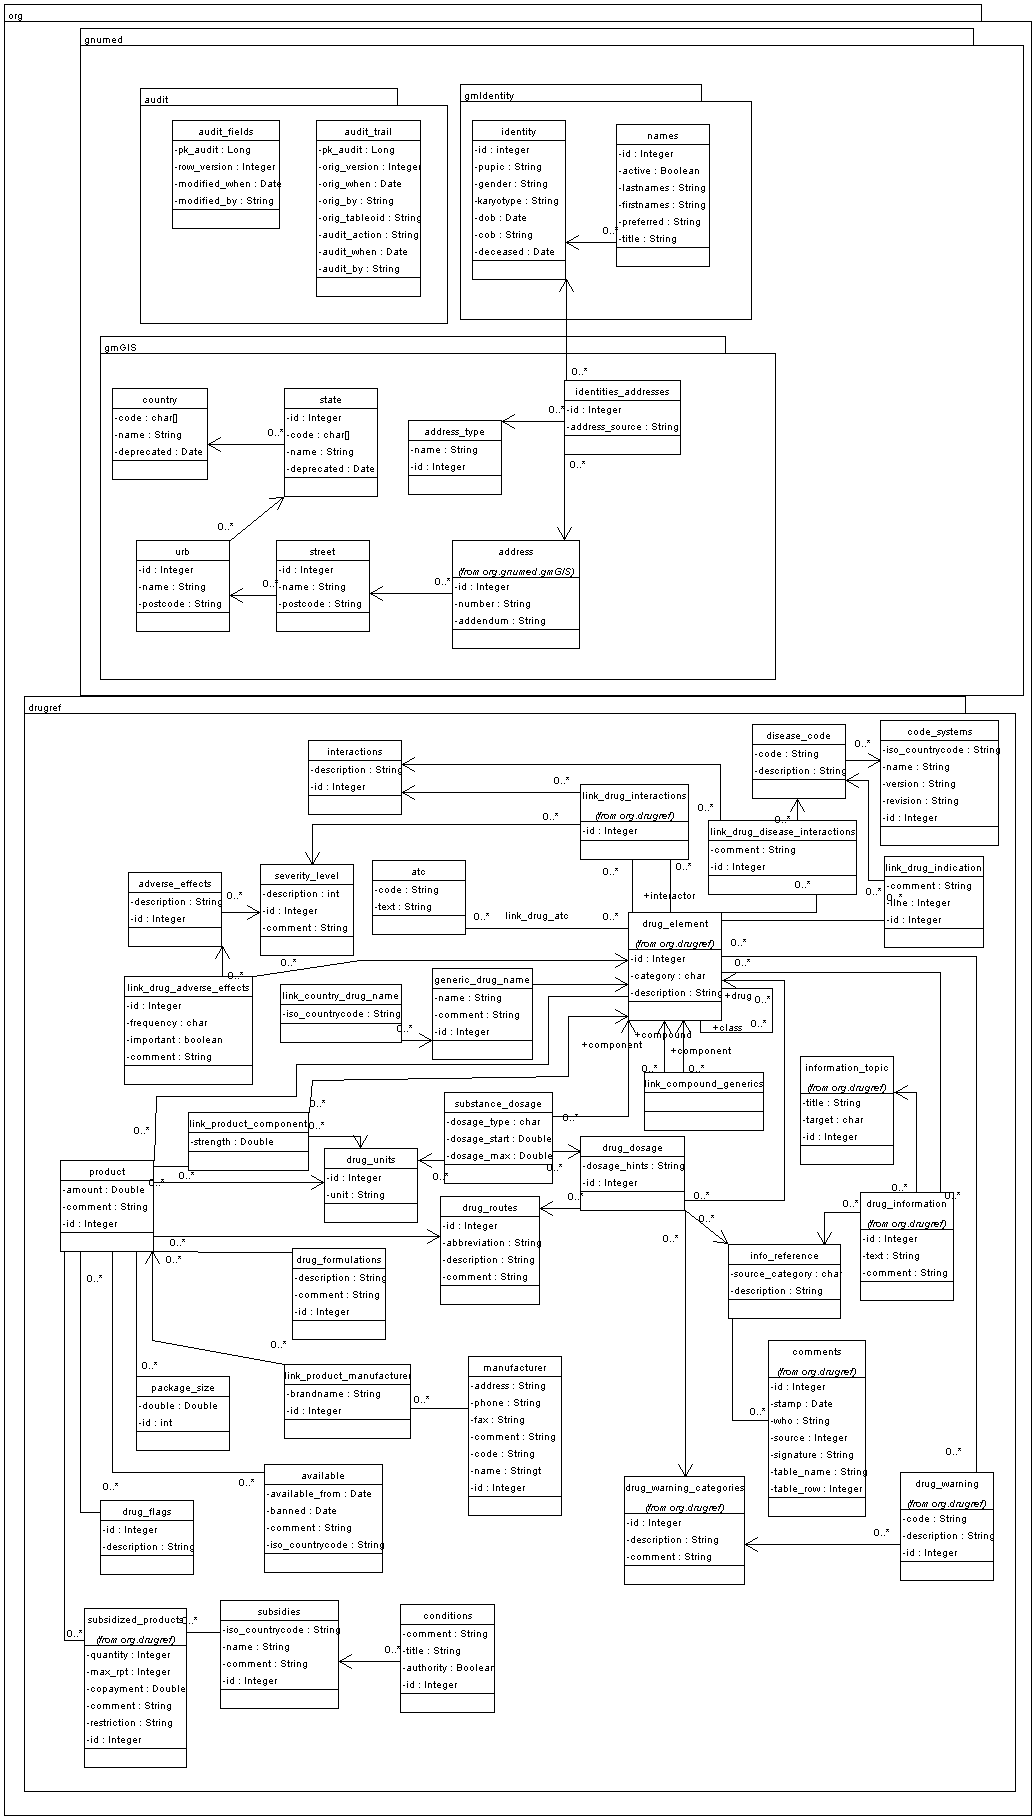 org
gnumed
audit
audit_fields
-pk_audit : Long
-row_version : Integer
-modified_when : Date
-modified_by : String
audit_trail
-pk_audit : Long
-orig_version : Integer
-orig_when : Date
-orig_by : String
-orig_tableoid : String
-audit_action : String
-audit_when : Date
-audit_by : String
gmIdentity
identity
-id : integer
-pupic : String
-gender : String
-karyotype : String
-dob : Date
-cob : String
-deceased : Date
names
-id : Integer
-active : Boolean
-lastnames : String
-firstnames : String
-preferred : String
-title : String
0..*
gmGIS
0..*
country
-code : char[]
-name : String
-deprecated : Date
0..*
state
-id : Integer
-code : char[]
-name : String
-deprecated : Date
address_type
-name : String
-id : Integer
0..*
identities_addresses
-id : Integer
-address_source : String
0..*
0..*
urb
-id : Integer
-name : String
-postcode : String
0..*
street
-id : Integer
-name : String
-postcode : String
0..*
address
(from org.gnumed.gmGIS)
-id : Integer
-number : String
-addendum : String
drugref
interactions
-description : String
-id : Integer
0..*
0..*
link_drug_interactions
(from org.drugref)
-id : Integer
0..*
disease_code
-code : String
-description : String
0..*
code_systems
-iso_countrycode : String
-name : String
-version : String
-revision : String
-id : Integer
0..*
link_drug_disease_interactions
-comment : String
-id : Integer
0..*
link_drug_indication
-comment : String
-line : Integer
-id : Integer
0..*
0..*
adverse_effects
-description : String
-id : Integer
0..*
severity_level
-description : int
-id : Integer
-comment : String
atc
-code : String
-text : String
0..*
link_drug_atc
0..*
0..*
0..*
+interactor
drug_element
(from org.drugref)
-id : Integer
-category : char
-description : String
0..*
0..*
+drug
0..*
+class
0..*
0..*
0..*
link_drug_adverse_effects
-id : Integer
-frequency : char
-important : boolean
-comment : String
link_country_drug_name
-iso_countrycode : String
0..*
generic_drug_name
-name : String
-comment : String
-id : Integer
+compound
+component
+component
0..*
0..*
link_compound_generics
information_topic
(from org.drugref)
-title : String
-target : char
-id : Integer
0..*
0..*
link_product_component
-strength : Double
0..*
0..*
substance_dosage
-dosage_type : char
-dosage_start : Double
-dosage_max : Double
0..*
0..*
0..*
product
-amount : Double
-comment : String
-id : Integer
0..*
0..*
drug_units
-id : Integer
-unit : String
drug_dosage
-dosage_hints : String
-id : Integer
0..*
0..*
0..*
0..*
drug_routes
-id : Integer
-abbreviation : String
-description : String
-comment : String
0..*
0..*
drug_information
(from org.drugref)
-id : Integer
-text : String
-comment : String
0..*
0..*
0..*
info_reference
-source_category : char
-description : String
0..*
0..*
0..*
drug_formulations
-description : String
-comment : String
-id : Integer
0..*
link_product_manufacturer
-brandname : String
-id : Integer
0..*
manufacturer
-address : String
-phone : String
-fax : String
-comment : String
-code : String
-name : Stringt
-id : Integer
comments
(from org.drugref)
-id : Integer
-stamp : Date
-who : String
-source : Integer
-signature : String
-table_name : String
-table_row : Integer
0..*
0..*
package_size
-double : Double
-id : int
0..*
drug_flags
-id : Integer
-description : String
0..*
available
-available_from : Date
-banned : Date
-comment : String
-iso_countrycode : String
drug_warning_categories
(from org.drugref)
-id : Integer
-description : String
-comment : String
0..*
0..*
drug_warning
(from org.drugref)
-code : String
-description : String
-id : Integer
0..*
subsidized_products
(from org.drugref)
-quantity : Integer
-max_rpt : Integer
-copayment : Double
-comment : String
-restriction : String
-id : Integer
0..*
subsidies
-iso_countrycode : String
-name : String
-comment : String
-id : Integer
0..*
conditions
-comment : String
-title : String
-authority : Boolean
-id : Integer